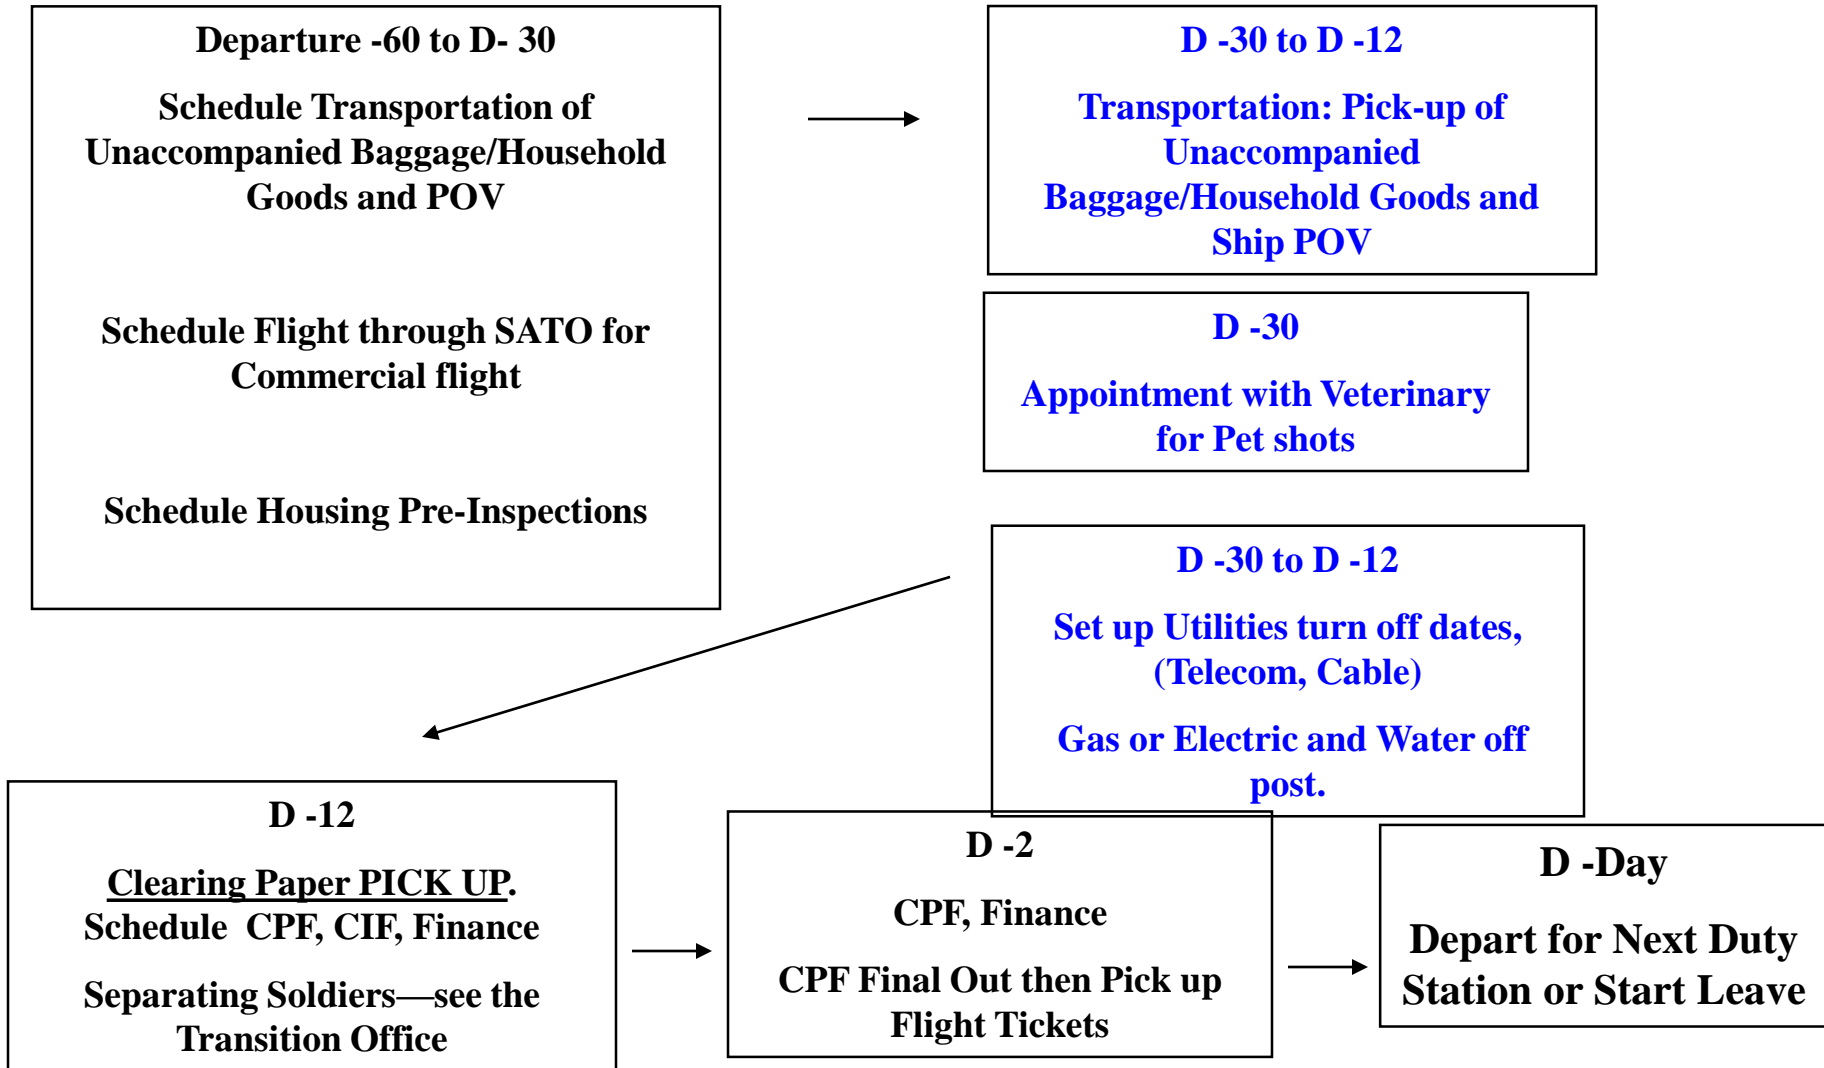 Departure -60 to D- 30
Schedule Transportation of
Unaccompanied Baggage/Household
Goods and POV
Schedule Flight through SATO for
Commercial flight
Schedule Housing Pre-Inspections
D -30 to D -12
Transportation: Pick-up of
Unaccompanied
Baggage/Household Goods and
Ship POV
D -30
Appointment with Veterinary
for Pet shots
D -30 to D -12
Set up Utilities turn off dates,
(Telecom, Cable)
Gas or Electric and Water off
post.
D -12
Clearing Paper PICK UP.
Schedule  CPF, CIF, Finance
Separating Soldiers—see the
Transition Office
D -2
CPF, Finance
CPF Final Out then Pick up
Flight Tickets
D -Day
Depart for Next Duty
Station or Start Leave